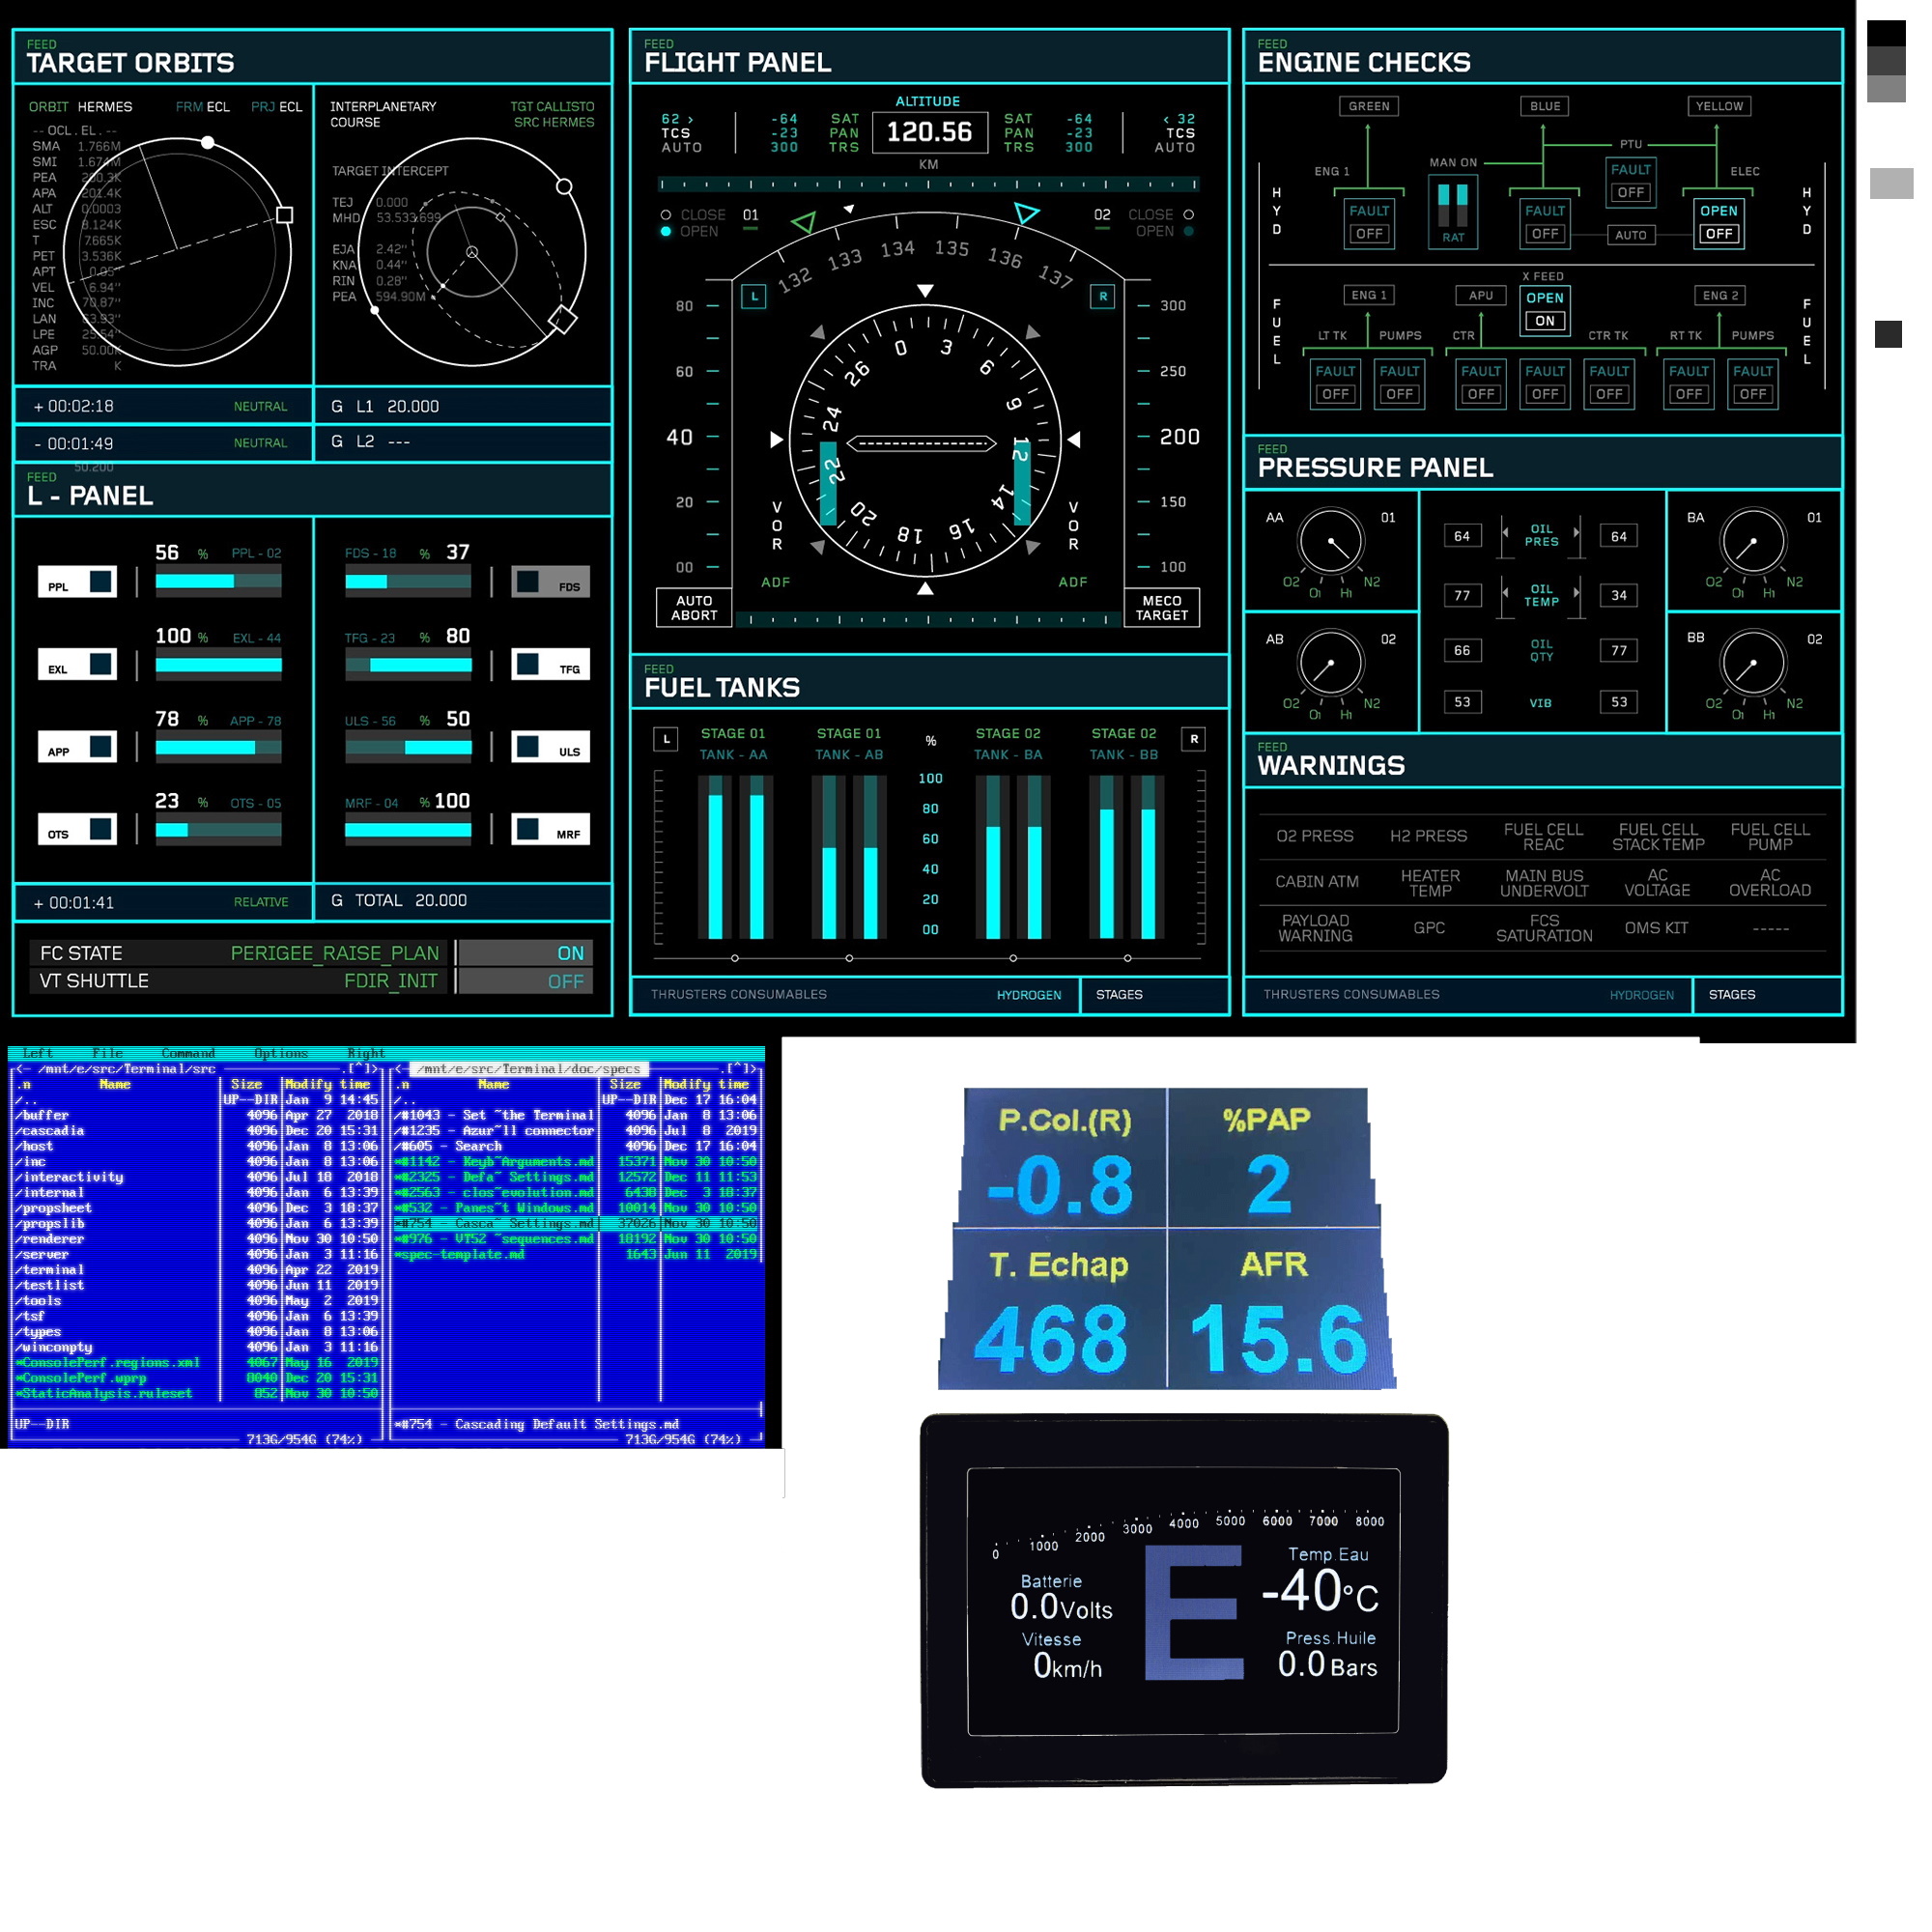 FEED
TARGET ORBITS
ORBIT HERMES FRM ECL PRJ ECL
-- OCL . EL . --
SMA 1.766M
SMI 1.674M
PEA
APA 201.4K
ALT 0.0003
ESC 8.124K
T 7.665K
PET 3.536K
APT 0.05''
VEL 6.94''
INC 70.87''
LAN 53.93''
LPE 25.54''
AGP 50.00K
TRA K
INTERPLANETARY
COURSE
TGT CALLISTO
SRC HERMES
TARGET INTERCEPT
TEJ 0.000
MHD 53.533,699
EJA 2.42''
KNA 0.44''
RIN 0.28''
PEA 594.90M
+ 00:02:18 NEUTRAL
G L1 20.000
- 00:01:49 NEUTRAL
G L2 ---
50.200
FEED
L - PANEL
56 % PPL - 02
PPL
FDS - 18 % 37
FDS
100 % EXL - 44
EXL
TFG - 23 % 80
TFG
78 % APP - 78
APP
ULS - 56 % 50
ULS
23 % OTS - 05
OTS
MRF - 04 % 100
MRF
+ 00:01:41 RELATIVE
G TOTAL 20.000
FC STATE PERIGEE_RAISE_PLAN ON
VT SHUTTLE FDIR_INIT OFF
FEED
FLIGHT PANEL
ALTITUDE
120.56
KM
62 > -64 SAT
TCS -23 PAN
AUTO 300 TRS
SAT -64 < 32
PAN -23 TCS
TRS 300 AUTO
CLOSE 01
OPEN
02 CLOSE
OPEN
132 133 134 135 136 137
L R
80 300
60 250
40 200
20 150
00 100
0 3 6 9 12 14 16 18 20 22 24 26
VOR
VOR
ADF ADF
AUTO
ABORT
MECO
TARGET
FEED
FUEL TANKS
L STAGE 01 STAGE 01 % STAGE 02 STAGE 02 R
TANK - AA TANK - AB TANK - BA TANK - BB
100
80
60
40
20
00
THRUSTERS CONSUMABLES HYDROGEN STAGES
FEED
ENGINE CHECKS
GREEN BLUE YELLOW
PTU
MAN ON
ENG 1 FAULT OFF ELEC
HYD
FAULT OFF
RAT
FAULT OFF
AUTO
OPEN OFF
HYD
X FEED
ENG 1 APU OPEN ON ENG 2
FUEL
LT TK PUMPS CTR CTR TK RT TK PUMPS
FUEL
FAULT FAULT FAULT FAULT FAULT FAULT FAULT
OFF OFF OFF OFF OFF OFF OFF
FEED
PRESSURE PANEL
AA 01
O2 O1 H1 N2
AB 02
O2 O1 H1 N2
64 OIL PRES 64
77 OIL TEMP 34
66 OIL QTY 77
53 VIB 53
BA 01
O2 O1 H1 N2
BB 02
O2 O1 H1 N2
FEED
WARNINGS
O2 PRESS H2 PRESS FUEL CELL REAC FUEL CELL STACK TEMP FUEL CELL PUMP
CABIN ATM HEATER TEMP MAIN BUS UNDERVOLT AC VOLTAGE AC OVERLOAD
PAYLOAD WARNING GPC FCS SATURATION OMS KIT -----
THRUSTERS CONSUMABLES HYDROGEN STAGES
Left File Command Options Right
<- /mnt/e/src/Terminal/src .[^]>
.n Name Size Modify time
/.. UP--DIR Jan 9 14:45
/buffer 4096 Apr 27 2018
/cascadia 4096 Dec 20 15:31
/host 4096 Jan 8 13:06
/inc 4096 Jan 8 13:06
/interactivity 4096 Jul 18 2018
/internal 4096 Jan 6 13:39
/propsheet 4096 Dec 3 18:37
/propslib 4096 Jan 6 13:39
/renderer 4096 Nov 30 10:50
/server 4096 Jan 3 11:16
/terminal 4096 Apr 22 2019
/testlist 4096 Jun 11 2019
/tools 4096 May 2 2019
/tsf 4096 Jan 6 13:39
/types 4096 Jan 8 13:06
/winconpty 4096 Jan 3 11:16
*ConsolePerf.regions.xml 4067 May 16 2019
*ConsolePerf.wprp 8040 Dec 20 15:31
*StaticAnalysis.ruleset 852 Nov 30 10:50
UP--DIR
713G/954G (74%)
<- /mnt/e/src/Terminal/doc/specs .[^]>
.n Name Size Modify time
/.. UP--DIR Dec 17 16:04
/#1043 - Set ~the Terminal 4096 Jan 8 13:06
/#1235 - Azur~ll connector 4096 Jul 8 2019
/#605 - Search 4096 Dec 17 16:04
*#1142 - Keyb~Arguments.md 15371 Nov 30 10:50
*#2325 - Defa~ Settings.md 12572 Dec 11 11:53
*#2563 - clos~evolution.md 6438 Dec 3 18:37
*#532 - Panes~t Windows.md 10014 Nov 30 10:50
*#754 - Casca~ Settings.md 37026 Nov 30 10:50
*#976 - VT52 ~sequences.md 18192 Nov 30 10:50
*spec-template.md 1643 Jun 11 2019
*#754 - Cascading Default Settings.md
713G/954G (74%)
P.Col.(R) %PAP
-0.8 2
T. Echap AFR
468 15.6
0 1000 2000 3000 4000 5000 6000 7000 8000
Batterie
0.0Volts
Vitesse
0km/h
E
Temp.Eau
-40°C
Press.Huile
0.0 Bars